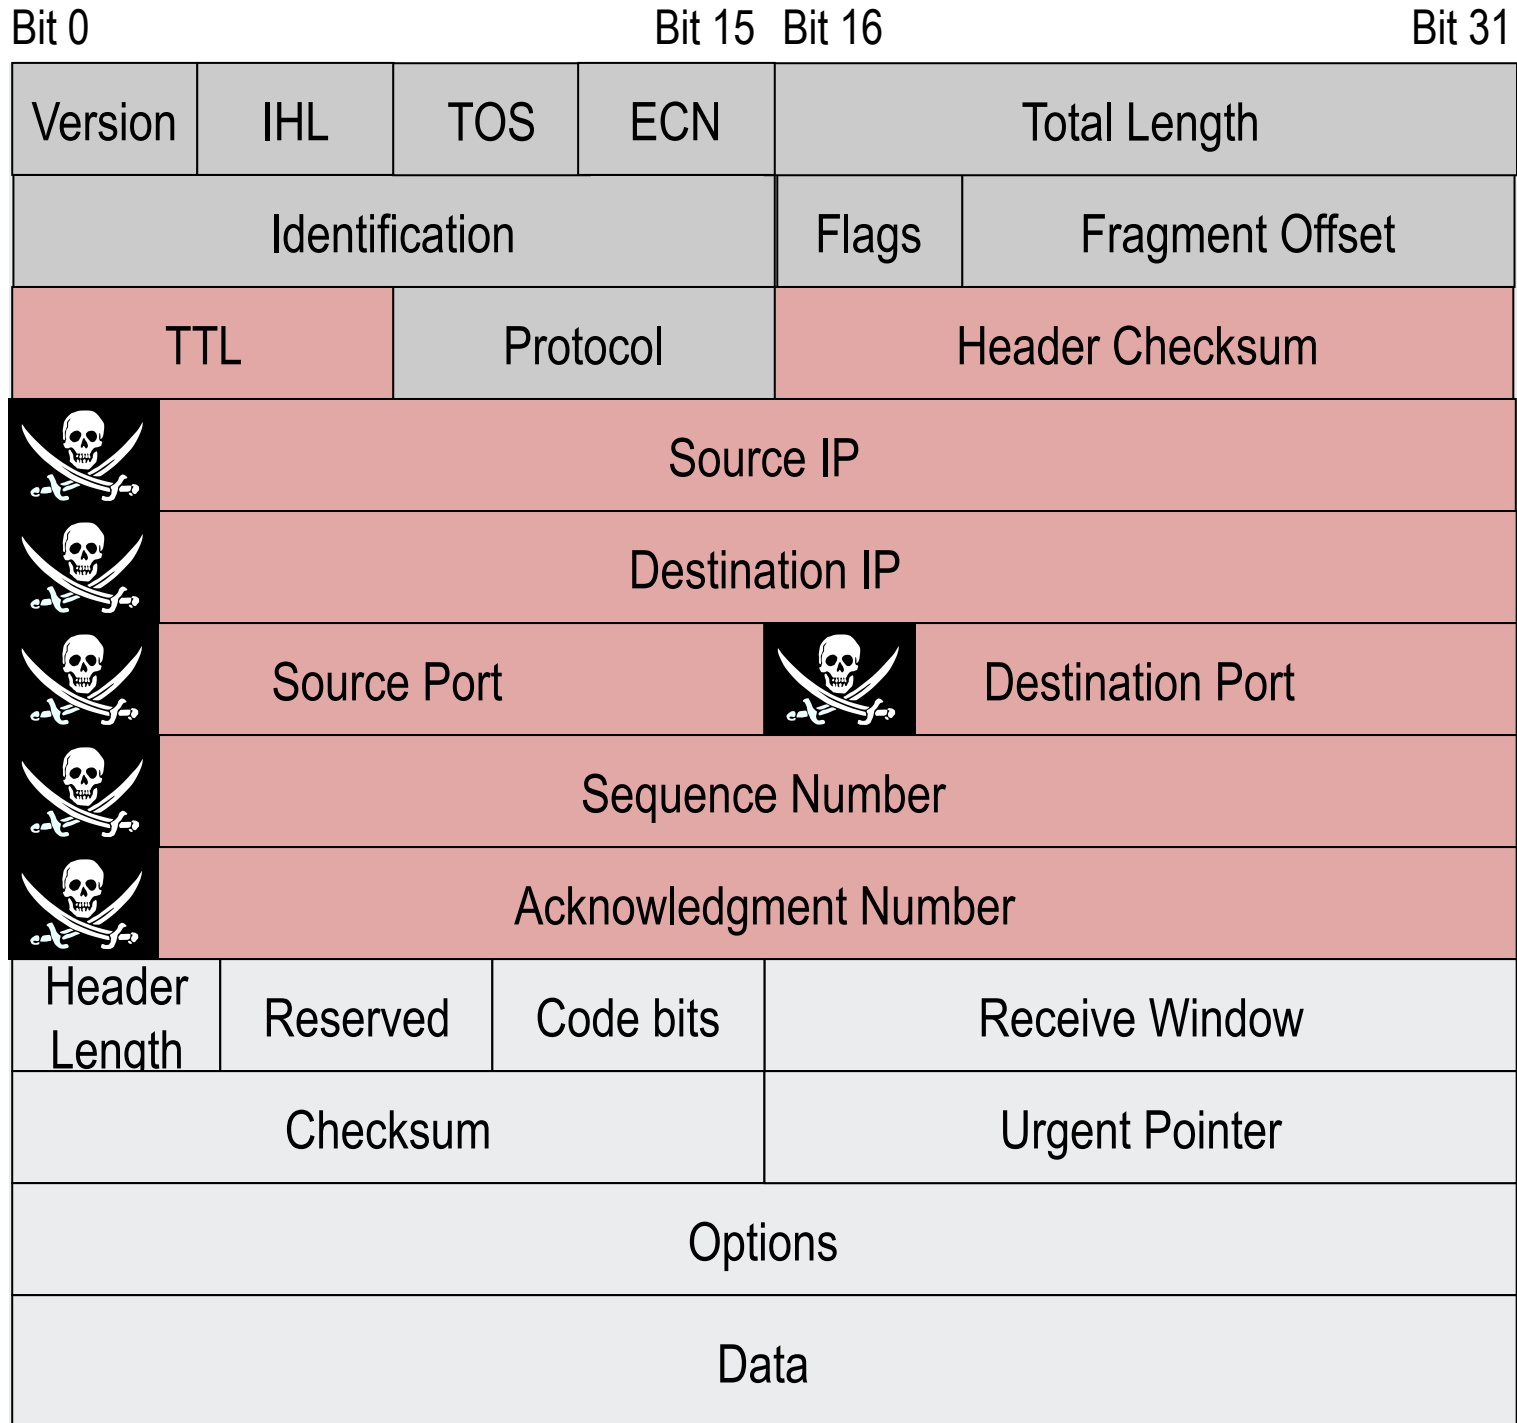 Bit 0 Bit 15 Bit 16 Bit 31
Version IHL TOS ECN Total Length
Identification Flags Fragment Offset
TTL Protocol Header Checksum
Source IP
Destination IP
Source Port Destination Port
Sequence Number
Acknowledgment Number
Header
Length Reserved Code bits Receive Window
Checksum Urgent Pointer
Options
Data